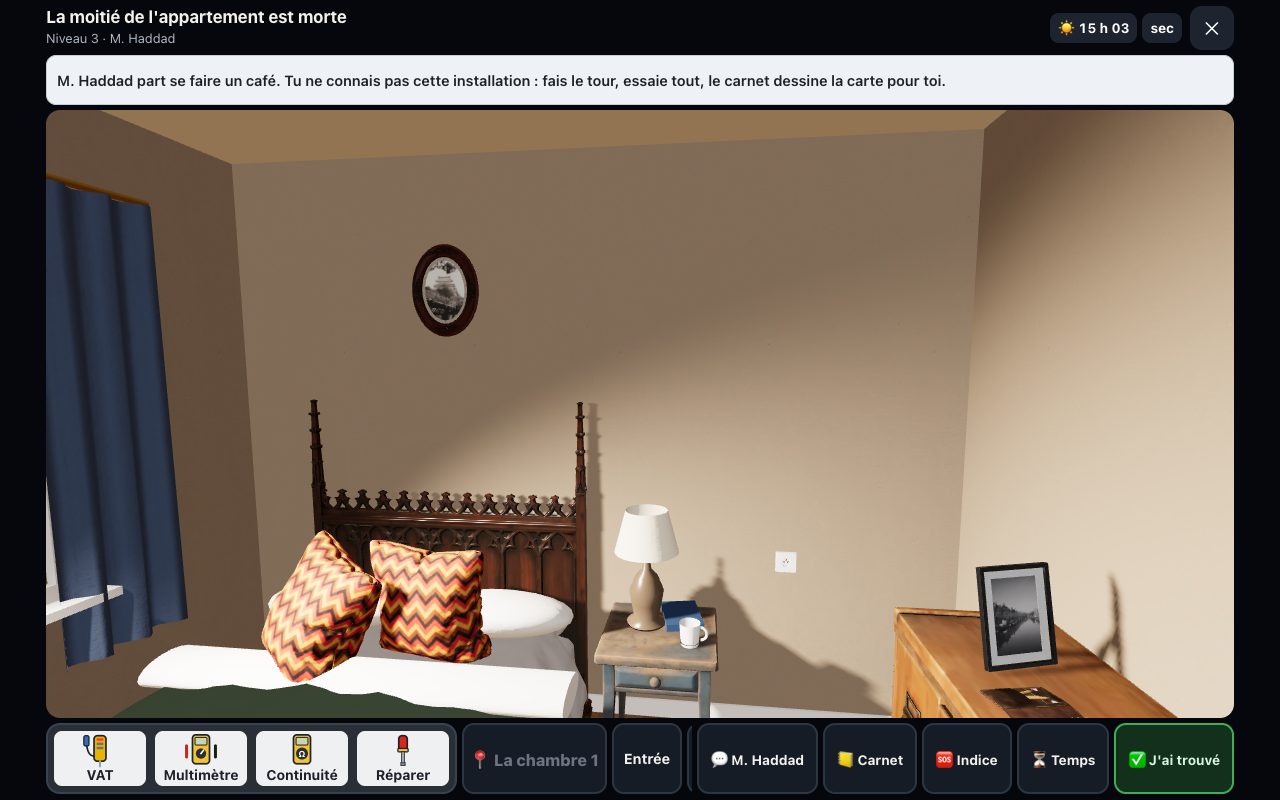 La moitié de l'appartement est morte
Niveau 3 · M. Haddad
15 h 03
sec
M. Haddad part se faire un café. Tu ne connais pas cette installation : fais le tour, essaie tout, le carnet dessine la carte pour toi.
VAT
Multimètre
Continuité
Réparer
La chambre 1
Entrée
M. Haddad
Carnet
SOS
Indice
Temps
J'ai trouvé